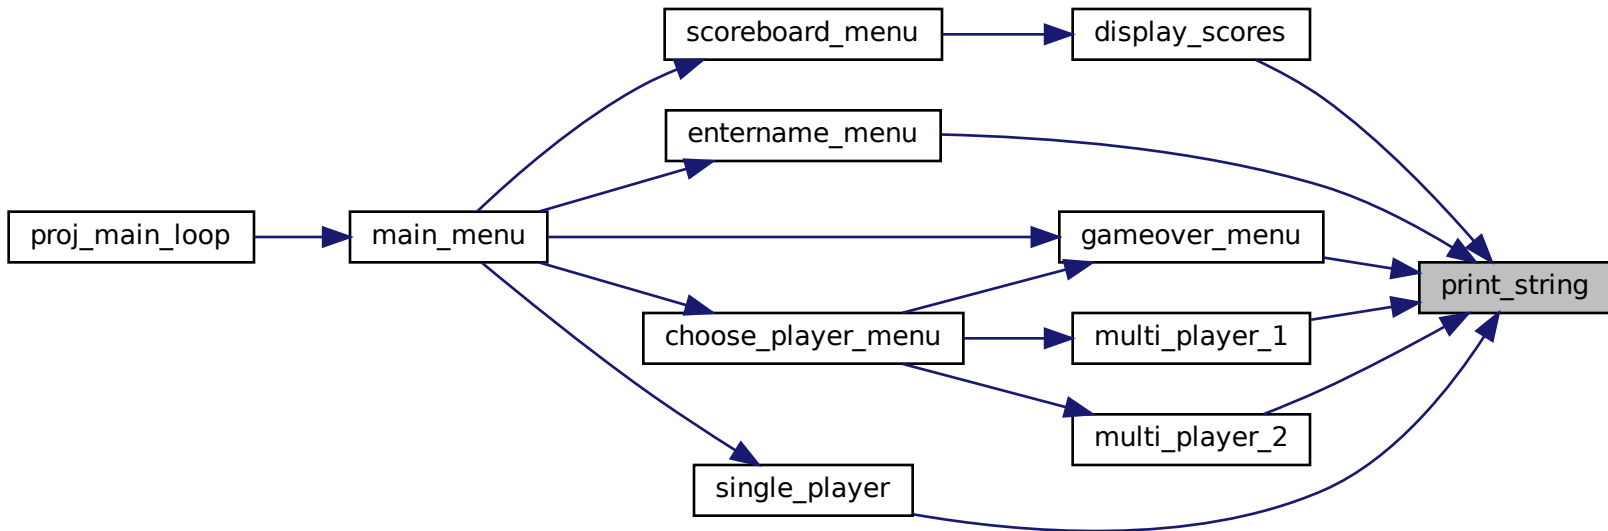 scoreboard_menu
display_scores
entername_menu
proj_main_loop
main_menu
gameover_menu
print_string
choose_player_menu
multi_player_1
multi_player_2
single_player